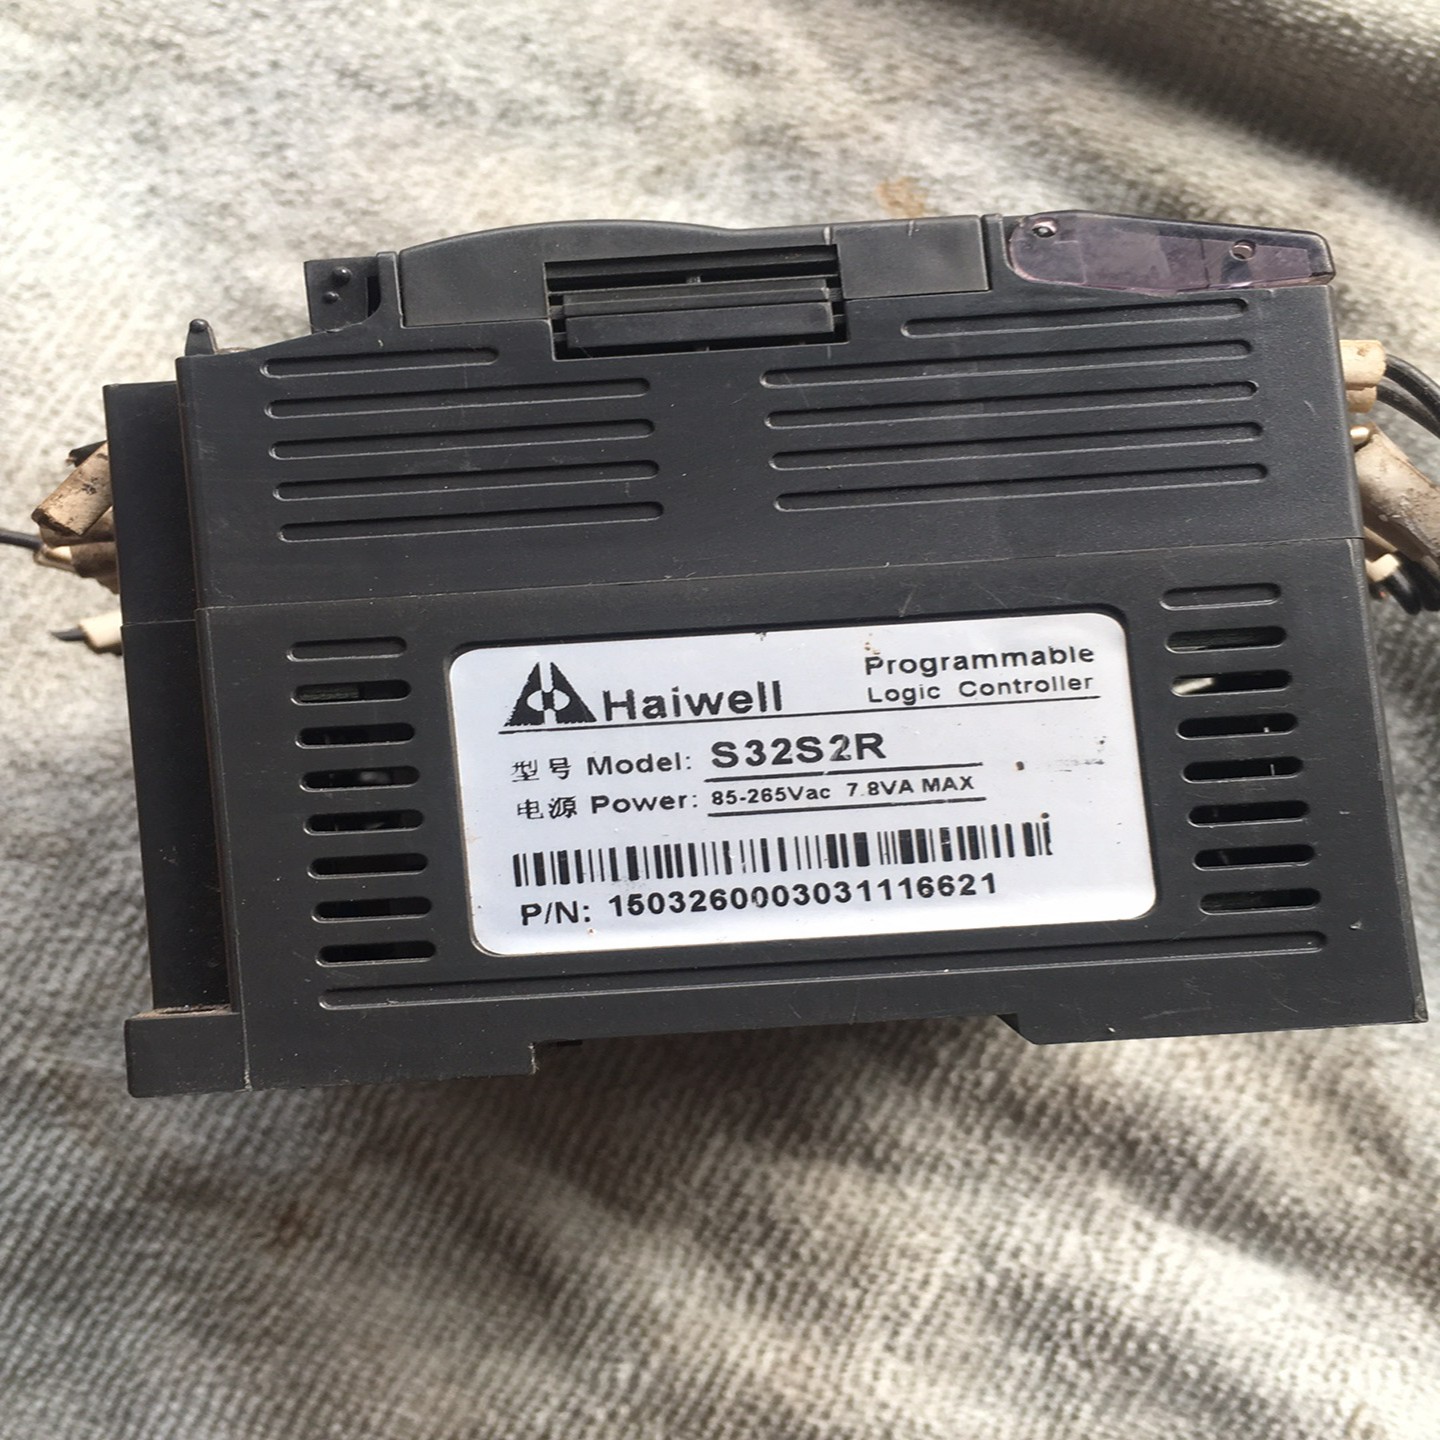 Haiwell
Programmable
Logic Controller
型号 Model: S32S2R
电源 Power: 85-265Vac 7.8VA MAX
P/N: 1503260003031116621